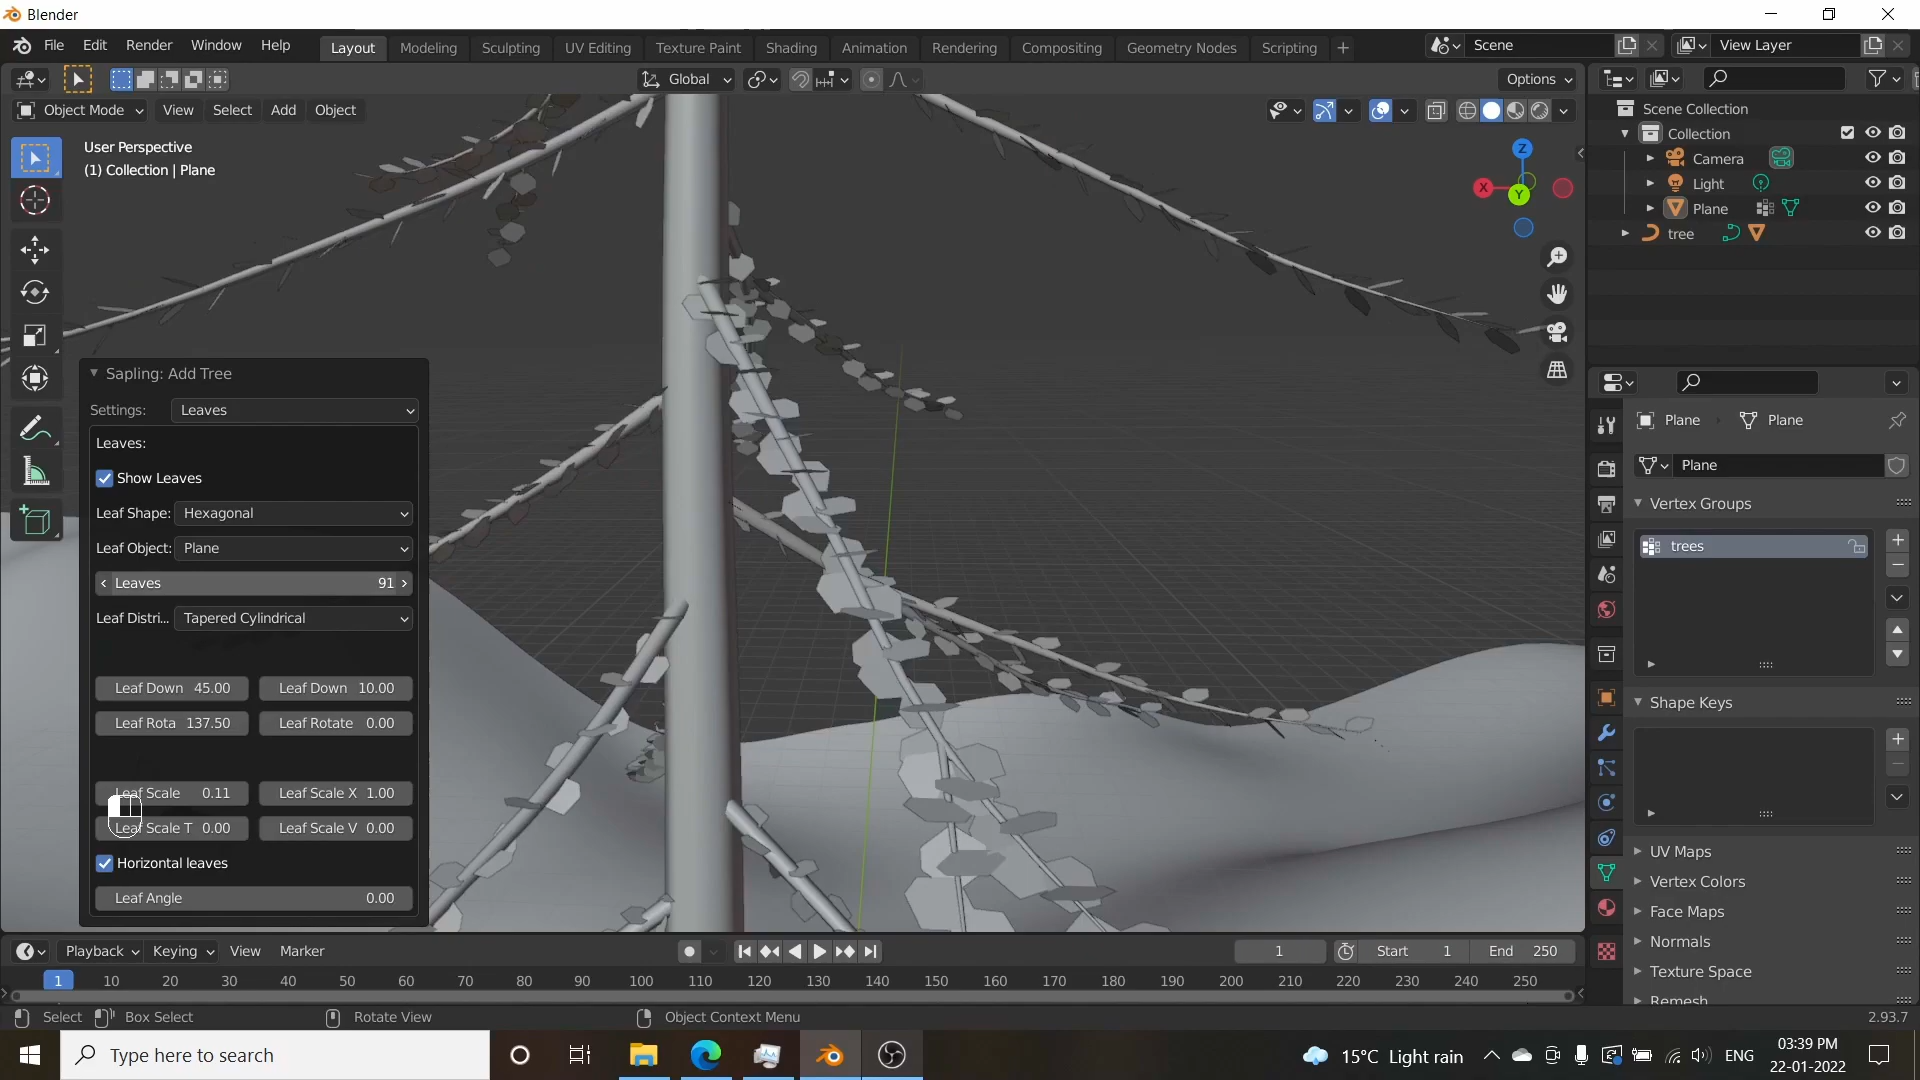 Blender
File Edit Render Window Help Layout Modeling Sculpting UV Editing Texture Paint Shading Animation Rendering Compositing Geometry Nodes Scripting + Scene View Layer
Global Options
Object Mode View Select Add Object
User Perspective
(1) Collection | Plane
Z
X
Y
Scene Collection
Collection
Camera
Light
Plane
tree
Sapling: Add Tree
Settings: Leaves
Leaves:
Show Leaves
Leaf Shape: Hexagonal
Leaf Object: Plane
Leaves 91
Leaf Distri... Tapered Cylindrical
Leaf Down 45.00 Leaf Down 10.00
Leaf Rota 137.50 Leaf Rotate 0.00
Leaf Scale 0.11 Leaf Scale X 1.00
Leaf Scale T 0.00 Leaf Scale V 0.00
Horizontal leaves
Leaf Angle 0.00
Plane Plane
Plane
Vertex Groups
trees
Shape Keys
UV Maps
Vertex Colors
Face Maps
Normals
Texture Space
Remesh
Playback Keying View Marker 1 Start 1 End 250
1 10 20 30 40 50 60 70 80 90 100 110 120 130 140 150 160 170 180 190 200 210 220 230 240 250
Select Box Select Rotate View Object Context Menu 2.93.7
Type here to search 15°C Light rain ENG 03:39 PM
22-01-2022